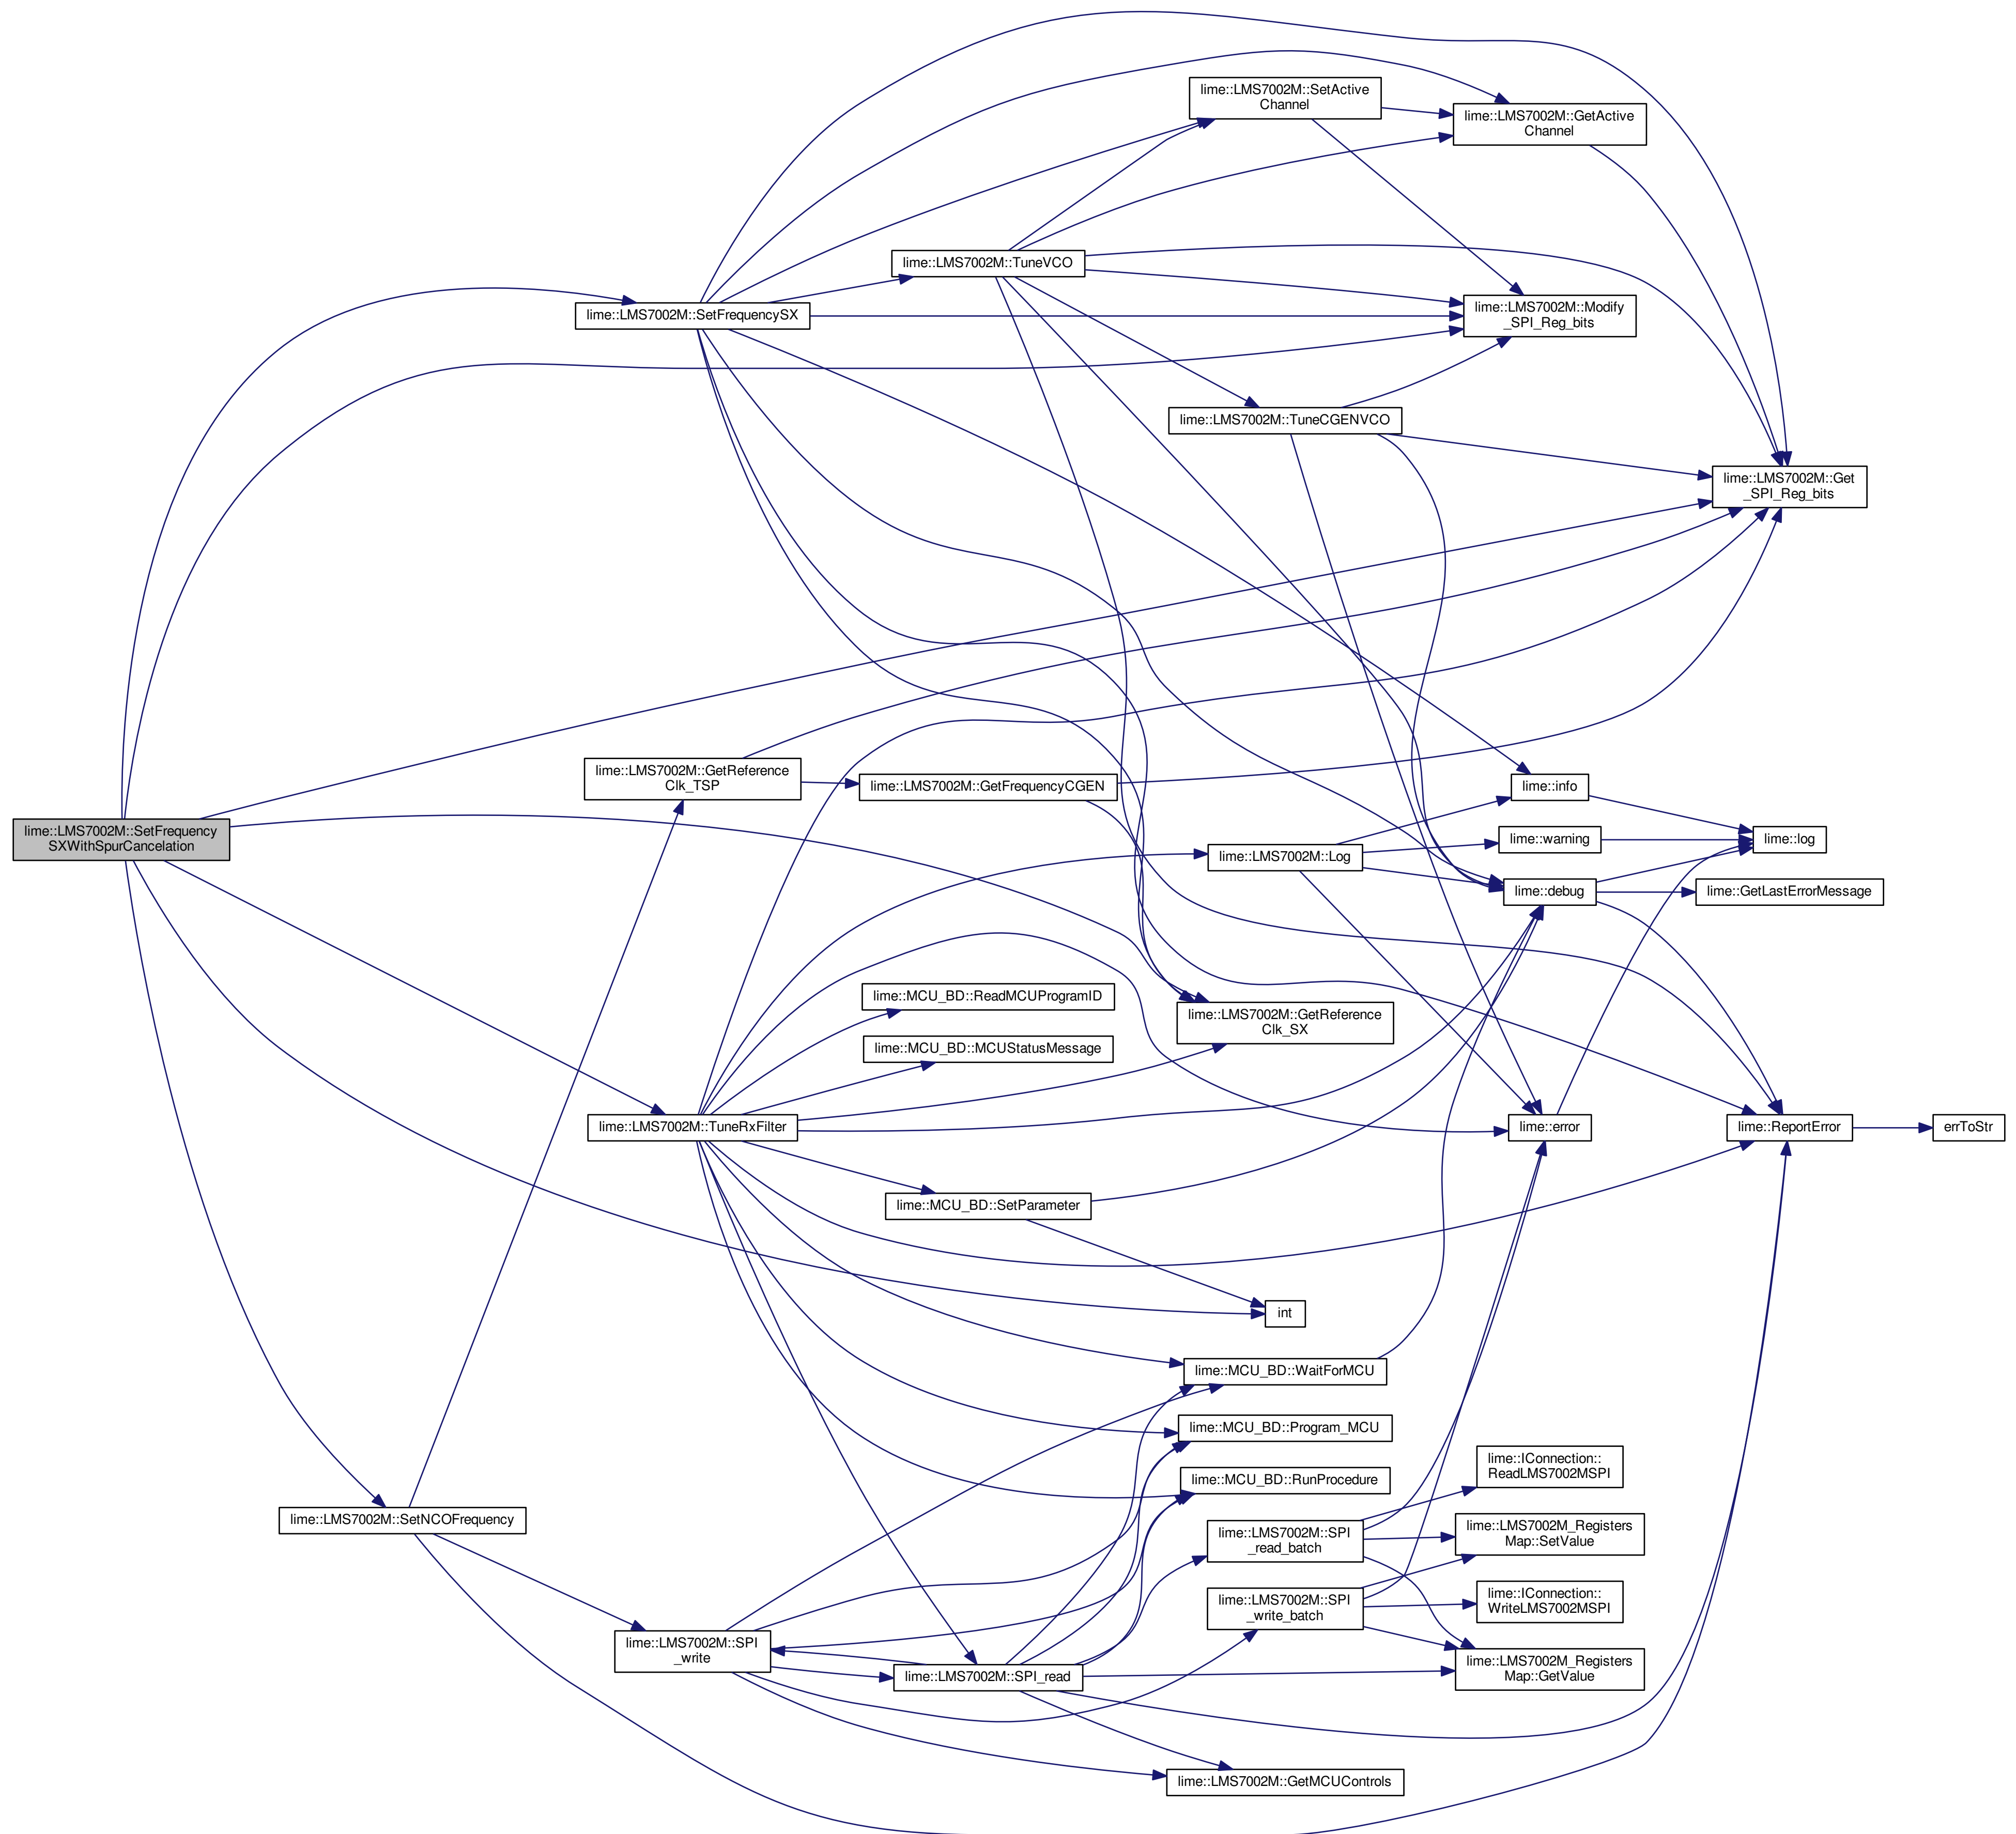 lime::LMS7002M::SetActive
Channel
lime::LMS7002M::GetActive
Channel
lime::LMS7002M::TuneVCO
lime::LMS7002M::SetFrequencySX
lime::LMS7002M::Modify
_SPI_Reg_bits
lime::LMS7002M::TuneCGENVCO
lime::LMS7002M::Get
_SPI_Reg_bits
lime::LMS7002M::GetReference
Clk_TSP
lime::LMS7002M::GetFrequencyCGEN
lime::info
lime::LMS7002M::SetFrequency
SXWithSpurCancelation
lime::warning
lime::log
lime::LMS7002M::Log
lime::debug
lime::GetLastErrorMessage
lime::MCU_BD::ReadMCUProgramID
lime::LMS7002M::GetReference
Clk_SX
lime::MCU_BD::MCUStatusMessage
lime::LMS7002M::TuneRxFilter
lime::error
lime::ReportError
errToStr
lime::MCU_BD::SetParameter
int
lime::MCU_BD::WaitForMCU
lime::MCU_BD::Program_MCU
lime::IConnection::
ReadLMS7002MSPI
lime::MCU_BD::RunProcedure
lime::LMS7002M::SetNCOFrequency
lime::LMS7002M::SPI
_read_batch
lime::LMS7002M_Registers
Map::SetValue
lime::LMS7002M::SPI
_write_batch
lime::IConnection::
WriteLMS7002MSPI
lime::LMS7002M::SPI
_write
lime::LMS7002M::SPI_read
lime::LMS7002M_Registers
Map::GetValue
lime::LMS7002M::GetMCUControls